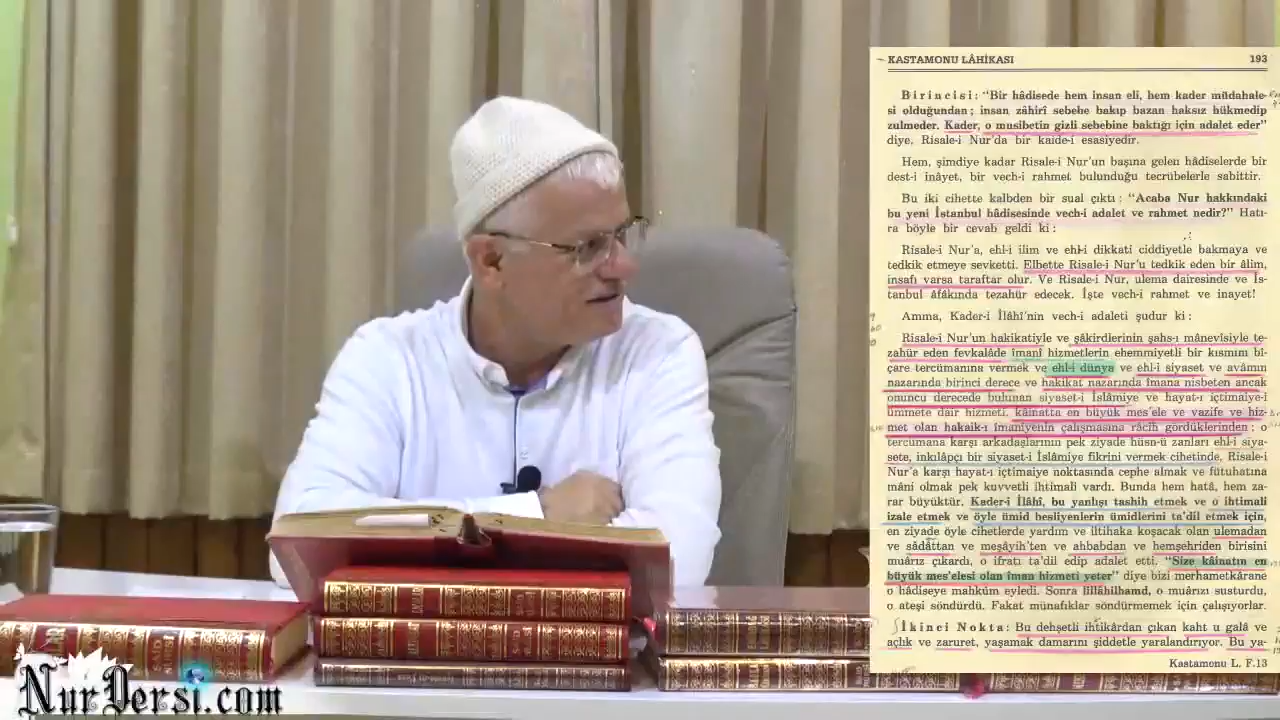 KASTAMONU LÂHİKASI 193
Birincisi: "Bir hâdisede hem insan eli, hem kader müdahale-
si olduğundan; insan zâhirî sebebe bakıp bazan haksız hükmedip
zulmeder. Kader, o musibetin gizli sebebine baktığı için adalet eder"
diye, Risale-i Nur'da bir kaide-i esasiyedir.
Hem, şimdiye kadar Risale-i Nur'un başına gelen hâdiselerde bir
dest-i inâyet, bir vech-i rahmet bulunduğu tecrübelerle sabittir.
Bu iki cihette kalbden bir sual çıktı: "Acaba Nur hakkındaki
bu yeni İstanbul hâdisesinde vech-i adalet ve rahmet nedir?" Hatı-
ra böyle bir cevab geldi ki:
Risale-i Nur'a, ehl-i ilim ve ehl-i dikkati ciddiyetle bakmaya ve
tedkik etmeye sevketti. Elbette Risale-i Nur'u tedkik eden bir âlim,
insafı varsa taraftar olur. Ve Risale-i Nur, ulema dairesinde ve İs-
tanbul âfâkında tezahür edecek. İşte vech-i rahmet ve inayet!
Amma, Kader-i İlâhî'nin vech-i adaleti şudur ki:
Risale-i Nur'un hakikatiyle ve şâkirdlerinin şahs-ı mânevîsiyle te-
zahür eden fevkalâde îmanî hizmetlerin ehemmiyetli bir kısmını bî-
çare tercümanına vermek ve ehl-i dünya ve ehl-i siyaset ve avâmın
nazarında birinci derece ve hakikat nazarında îmana nisbeten ancak
onuncu derecede bulunan siyaset-i İslâmiye ve hayat-ı içtimaiye-i
ümmete dair hizmeti, kâinatta en büyük mes'ele ve vazife ve hiz-
met olan hakaik-ı îmaniyenin çalışmasına râcih gördüklerinden; o
tercümana karşı arkadaşlarının pek ziyade hüsn-ü zanları ehl-i siya-
sete, inkılâpçı bir siyaset-i İslâmiye fikrini vermek cihetinde, Risale-i
Nur'a karşı hayat-ı içtimaiye noktasında cephe almak ve fütuhatına
mâni olmak pek kuvvetli ihtimali vardı. Bunda hem hatâ, hem za-
rar büyüktür. Kader-i İlâhî, bu yanlışı tashih etmek ve o ihtimali
izale etmek ve öyle ümid besliyenlerin ümidlerini ta'dil etmek için,
en ziyade öyle cihetlerde yardım ve iltihaka koşacak olan ulemadan
ve sâdâttan ve meşâyih'ten ve ahbabdan ve hemşehriden birisini
muârız çıkardı, o ifratı ta'dil edip adalet etti. "Size kâinatın en
büyük mes'elesi olan îman hizmeti yeter" diye bizi merhametkârane
o hâdiseye mahkûm eyledi. Sonra lillâhilhamd, o muârızı susturdu,
o ateşi söndürdü. Fakat münafıklar söndürmemek için çalışıyorlar.
İkinci Nokta: Bu dehşetli ihtikârdan çıkan kaht u galâ ve
açlık ve zaruret, yaşamak damarını şiddetle yaralandırıyor. Bu ya-
Kastamonu L. F.13
NurDersi.com